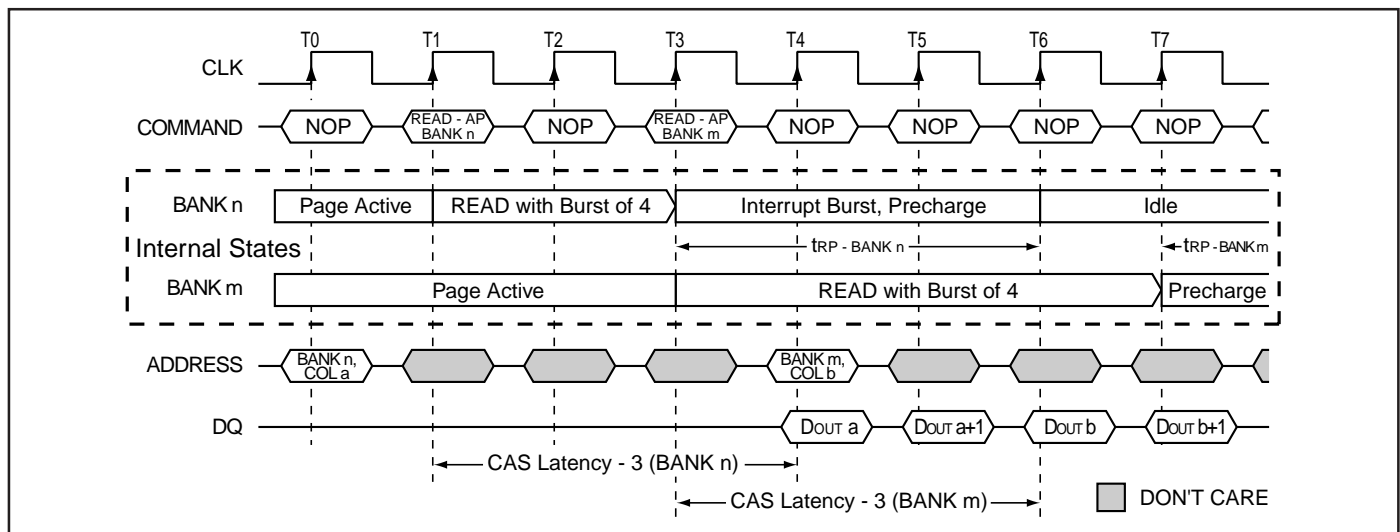 T0 T1 T2 T3 T4 T5 T6 T7
CLK
COMMAND NOP READ - AP BANK n NOP READ - AP BANK m NOP NOP NOP NOP
BANK n Page Active READ with Burst of 4 Interrupt Burst, Precharge Idle
Internal States tRP - BANK n tRP - BANK m
BANK m Page Active READ with Burst of 4 Precharge
ADDRESS BANK n, COL a BANK m, COL b
DQ DOUT a DOUT a+1 DOUT b DOUT b+1
CAS Latency - 3 (BANK n)
CAS Latency - 3 (BANK m) DON'T CARE